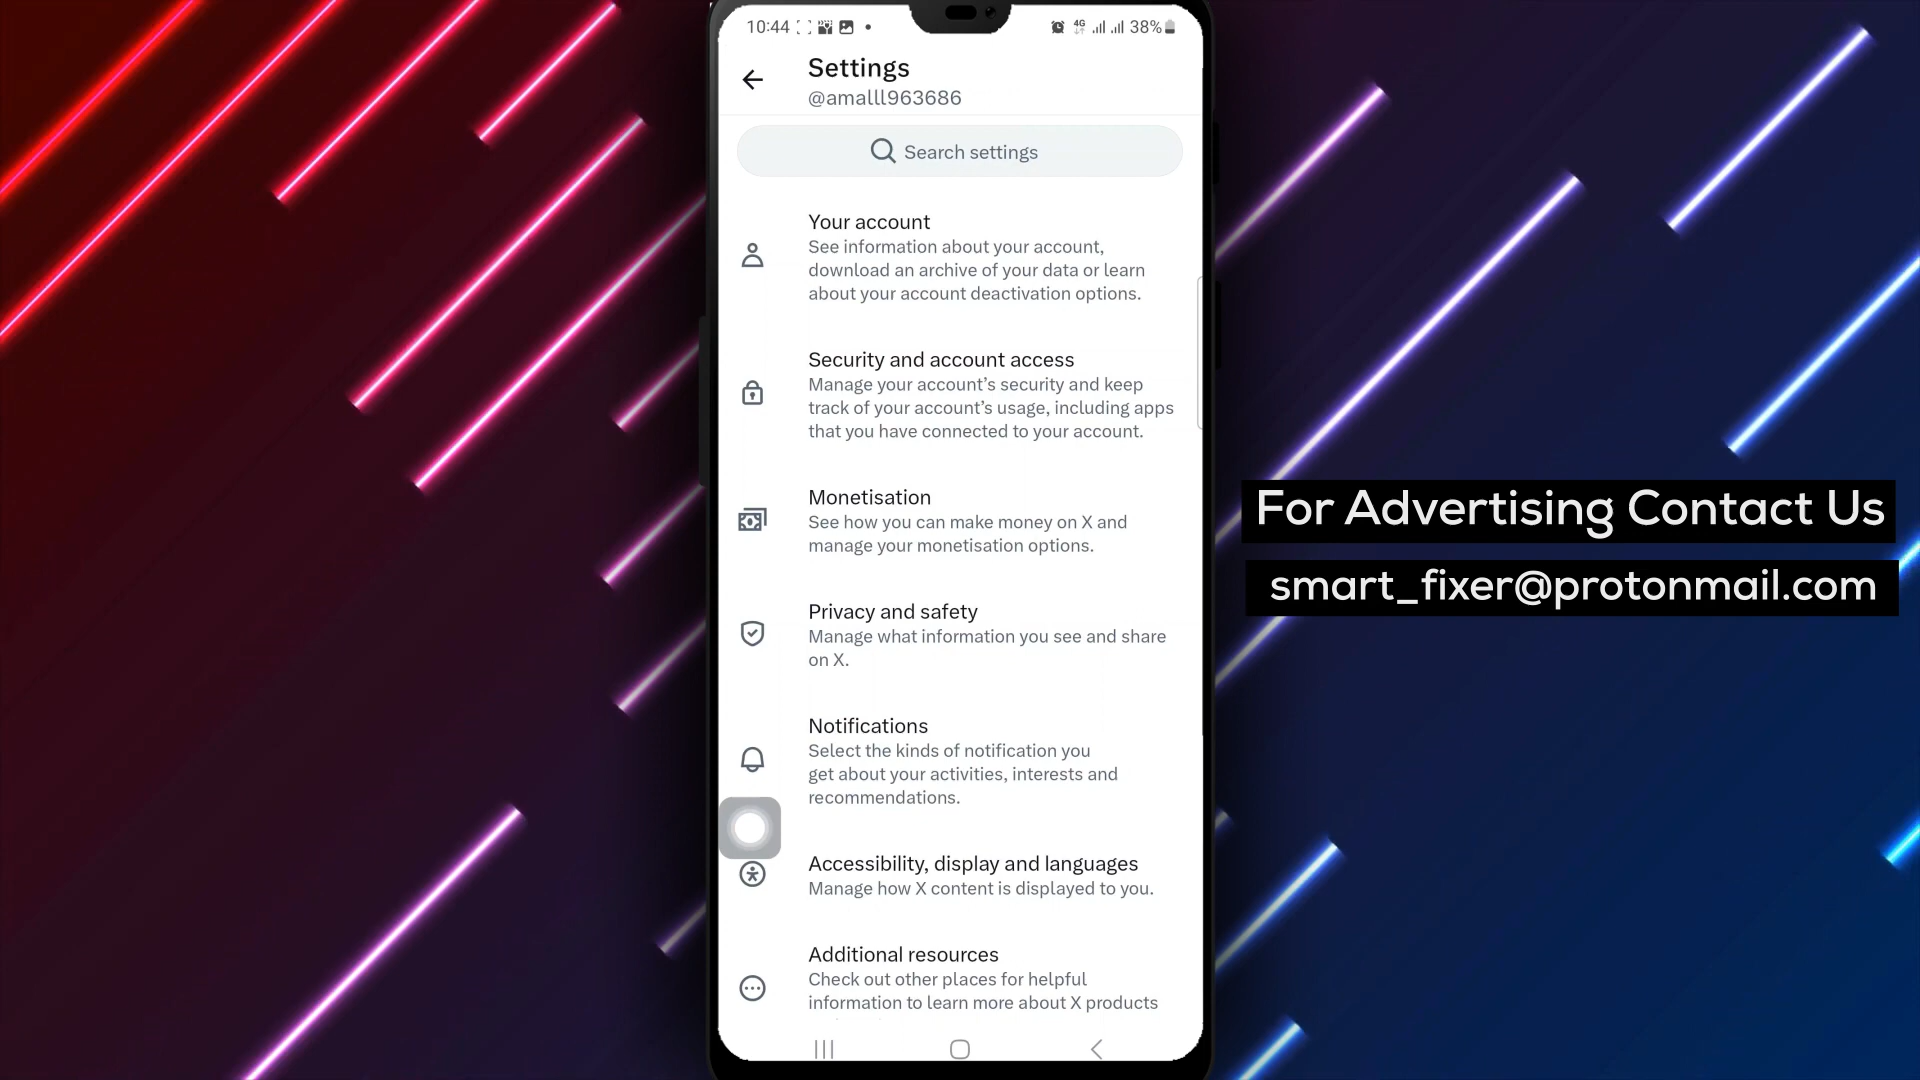 10:44
4G
38%
Settings
@amalll963686
Search settings
Your account
See information about your account,
download an archive of your data or learn
about your account deactivation options.
Security and account access
Manage your account’s security and keep
track of your account’s usage, including apps
that you have connected to your account.
Monetisation
See how you can make money on X and
manage your monetisation options.
Privacy and safety
Manage what information you see and share
on X.
Notifications
Select the kinds of notification you
get about your activities, interests and
recommendations.
Accessibility, display and languages
Manage how X content is displayed to you.
Additional resources
Check out other places for helpful
information to learn more about X products
For Advertising Contact Us
smart_fixer@protonmail.com